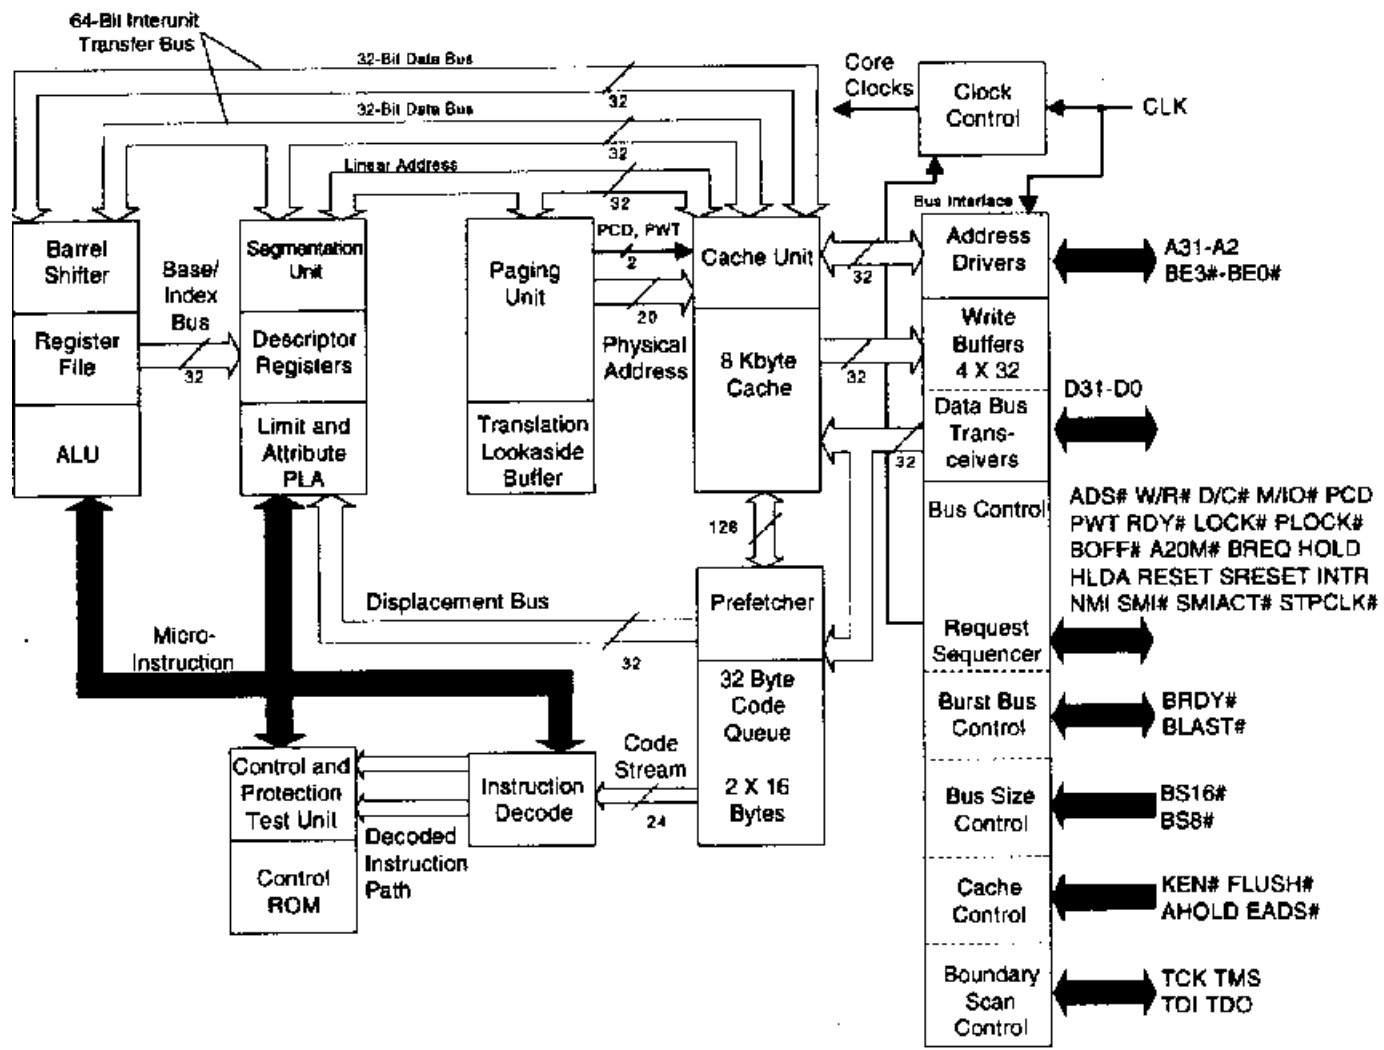 64-Bit Interunit
Transfer Bus
32-Bit Data Bus
32
32-Bit Data Bus
32
Linear Address
32
Core
Clocks
Clock
Control
CLK
Bus Interface
Barrel
Shifter
Register
File
ALU
Base/
Index
Bus
32
Segmentation
Unit
Descriptor
Registers
Limit and
Attribute
PLA
Paging
Unit
Translation
Lookaside
Buffer
PCD, PWT
2
20
Physical
Address
Cache Unit
8 Kbyte
Cache
32
32
32
Address
Drivers
Write
Buffers
4 X 32
Data Bus
Trans-
ceivers
Bus Control
Request
Sequencer
Burst Bus
Control
Bus Size
Control
Cache
Control
Boundary
Scan
Control
A31-A2
BE3#-BE0#
D31-D0
ADS# W/R# D/C# M/IO# PCD
PWT RDY# LOCK# PLOCK#
BOFF# A20M# BREQ HOLD
HLDA RESET SRESET INTR
NMI SMI# SMIACT# STPCLK#
BRDY#
BLAST#
BS16#
BS8#
KEN# FLUSH#
AHOLD EADS#
TCK TMS
TDI TDO
128
Prefetcher
32 Byte
Code
Queue
2 X 16
Bytes
Displacement Bus
32
Micro-
Instruction
Code
Stream
24
Instruction
Decode
Decoded
Instruction
Path
Control and
Protection
Test Unit
Control
ROM